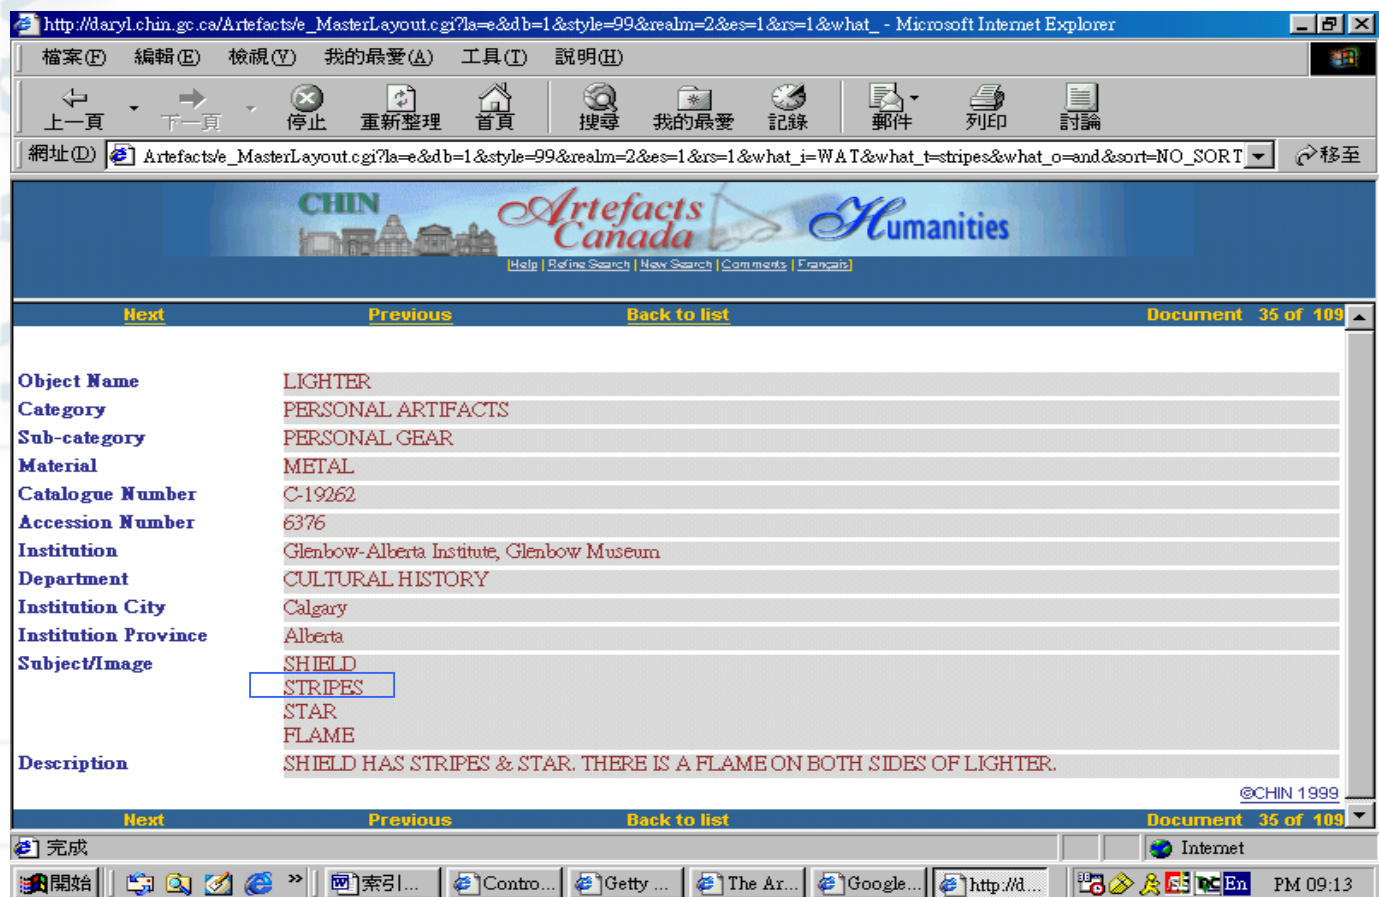 http://daryl.chin.gc.ca/Artefacts/e_MasterLayout.cgi?la=e&db=1&style=99&realm=2&es=1&rs=1&what_ - Microsoft Internet Explorer
檔案(F) 編輯(E) 檢視(V) 我的最愛(A) 工具(T) 說明(H)
上一頁 下一頁 停止 重新整理 首頁 搜尋 我的最愛 記錄 郵件 列印 討論
網址(D) Artefacts/e_MasterLayout.cgi?la=e&db=1&style=99&realm=2&es=1&rs=1&what_i=WAT&what_t=stripes&what_o=and&sort=NO_SORT 移至
CHIN Artefacts Canada Humanities
[Help | Refine Search | New Search | Comments | Français]
Next Previous Back to list Document 35 of 109
Object Name LIGHTER
Category PERSONAL ARTIFACTS
Sub-category PERSONAL GEAR
Material METAL
Catalogue Number C-19262
Accession Number 6376
Institution Glenbow-Alberta Institute, Glenbow Museum
Department CULTURAL HISTORY
Institution City Calgary
Institution Province Alberta
Subject/Image SHIELD
STRIPES
STAR
FLAME
Description SHIELD HAS STRIPES & STAR. THERE IS A FLAME ON BOTH SIDES OF LIGHTER.
©CHIN 1999
Next Previous Back to list Document 35 of 109
完成 Internet
開始 » 索引... Contro... Getty ... The Ar... Google... http://d... En PM 09:13